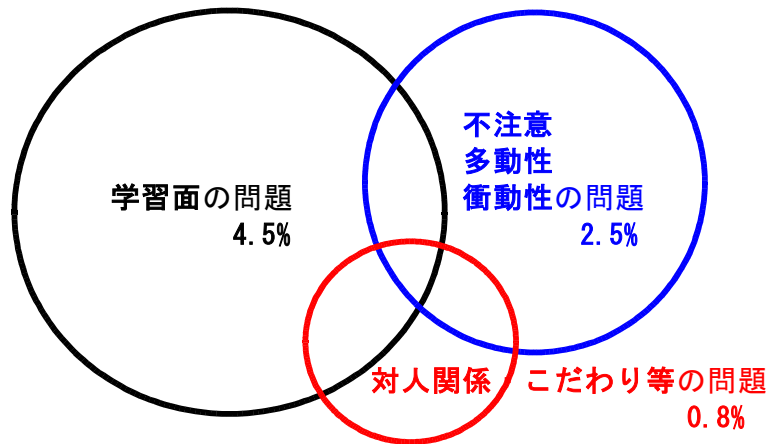 学習面の問題
4.5%
不注意
多動性
衝動性の問題
2.5%
対人関係・こだわり等の問題
0.8%